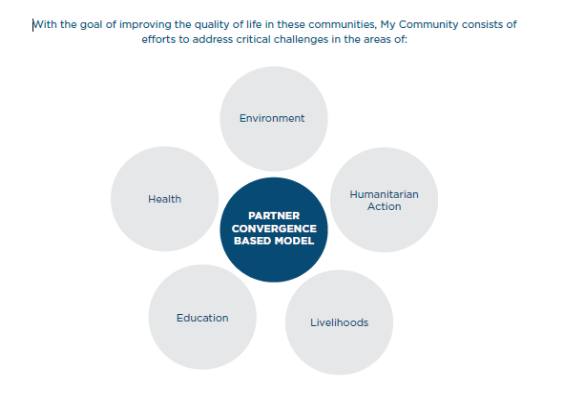 With the goal of improving the quality of life in these communities, My Community consists of
efforts to address critical challenges in the areas of:
Environment
Humanitarian
Action
Health
PARTNER
CONVERGENCE
BASED MODEL
Education
Livelihoods